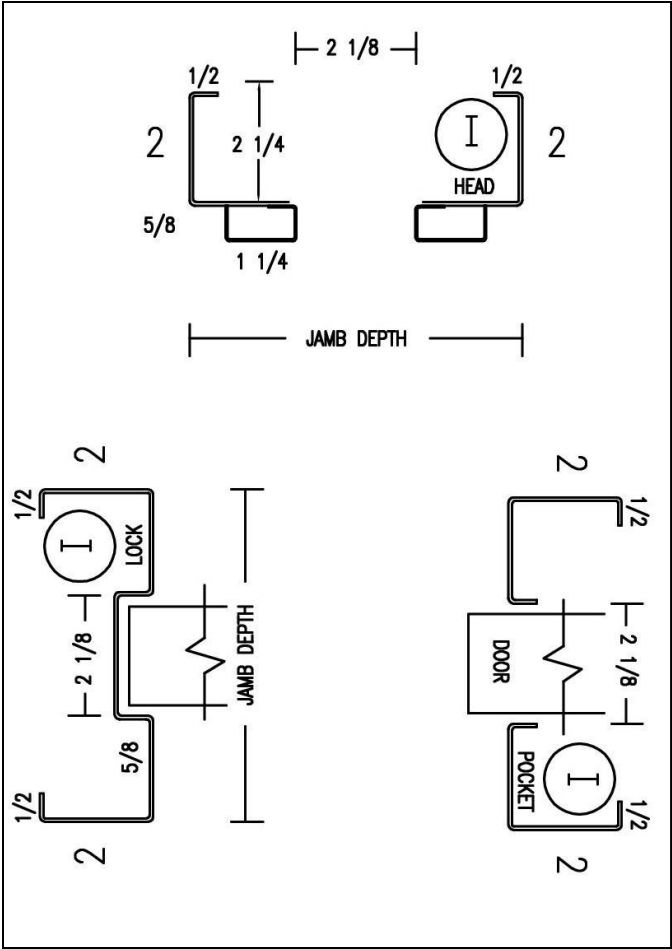 2 1/8
1/2
1/2
2
2 1/4
I
2
HEAD
5/8
1 1/4
JAMB DEPTH
2
1/2
I
LOCK
2 1/8
JAMB DEPTH
5/8
1/2
2
2
1/2
DOOR
2 1/8
POCKET
I
1/2
2